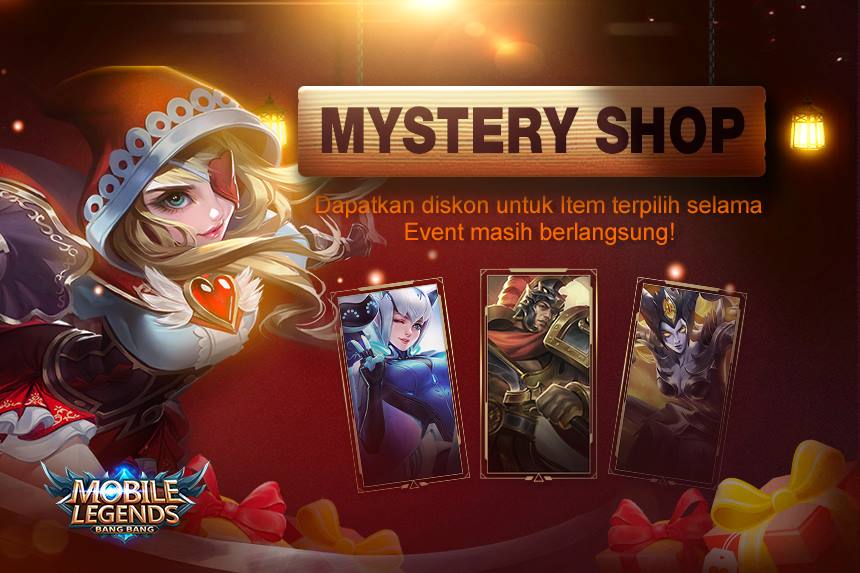 MYSTERY SHOP
Dapatkan diskon untuk Item terpilih selama
Event masih berlangsung!
MOBILE
LEGENDS
BANG BANG